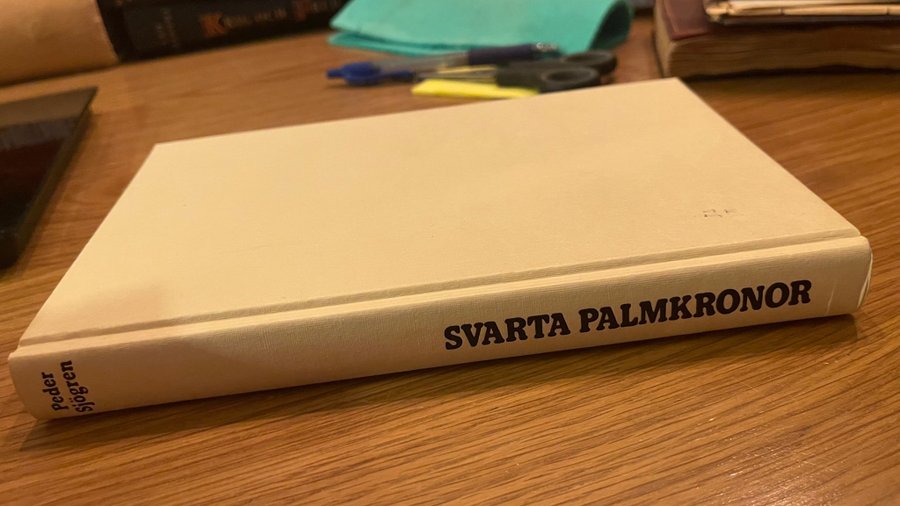 Peder
Sjögren
SVARTA PALMKRONOR